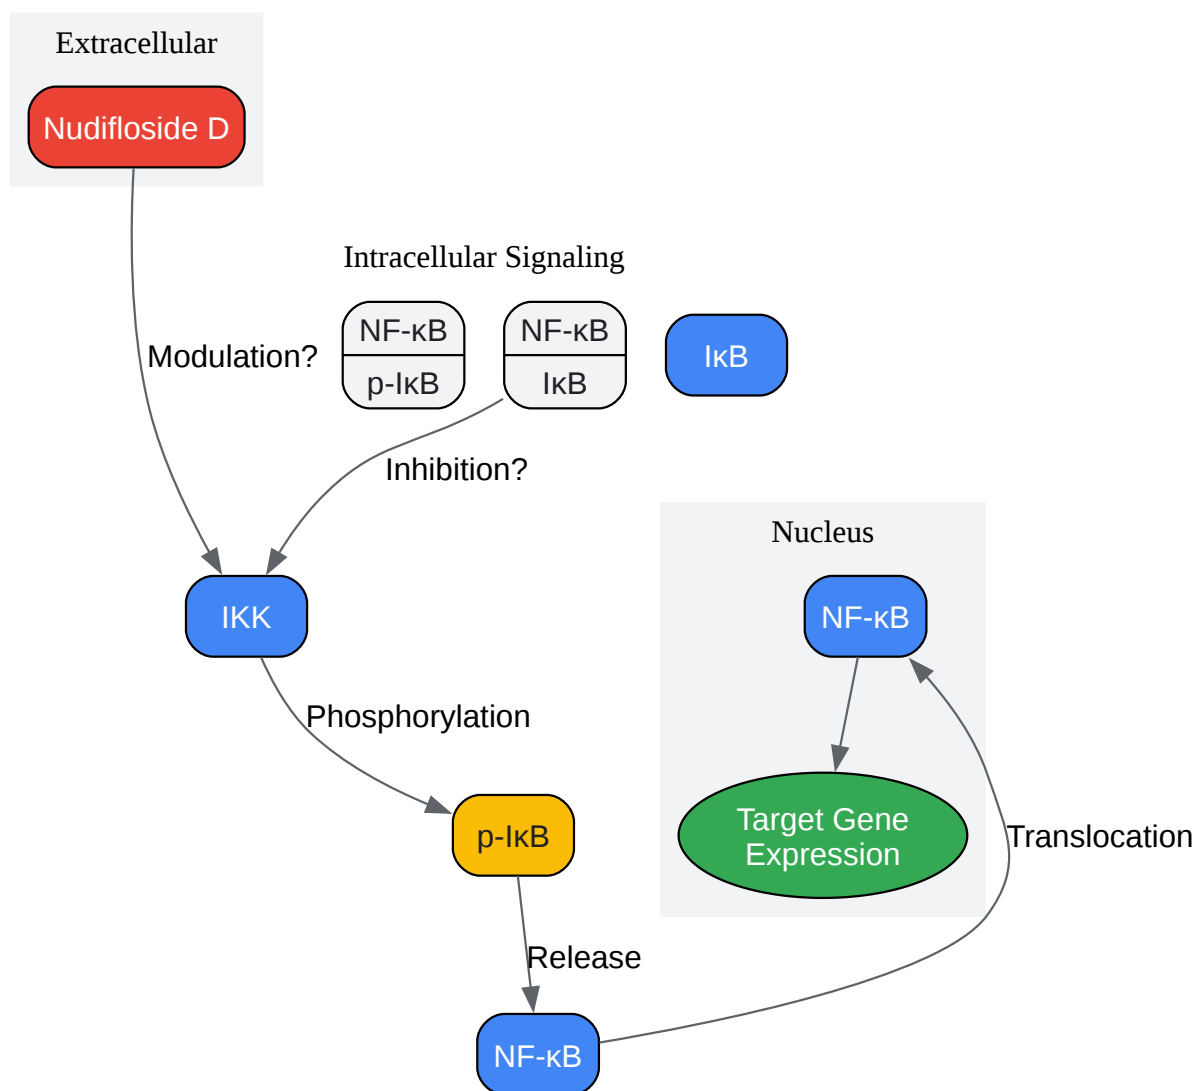 Extracellular
Nudifloside D
Intracellular Signaling
NF-κB
p-IκB
NF-κB
IκB
IκB
Modulation?
Inhibition?
Nucleus
IKK
NF-κB
Phosphorylation
p-IκB
Target Gene
Expression
Translocation
Release
NF-κB